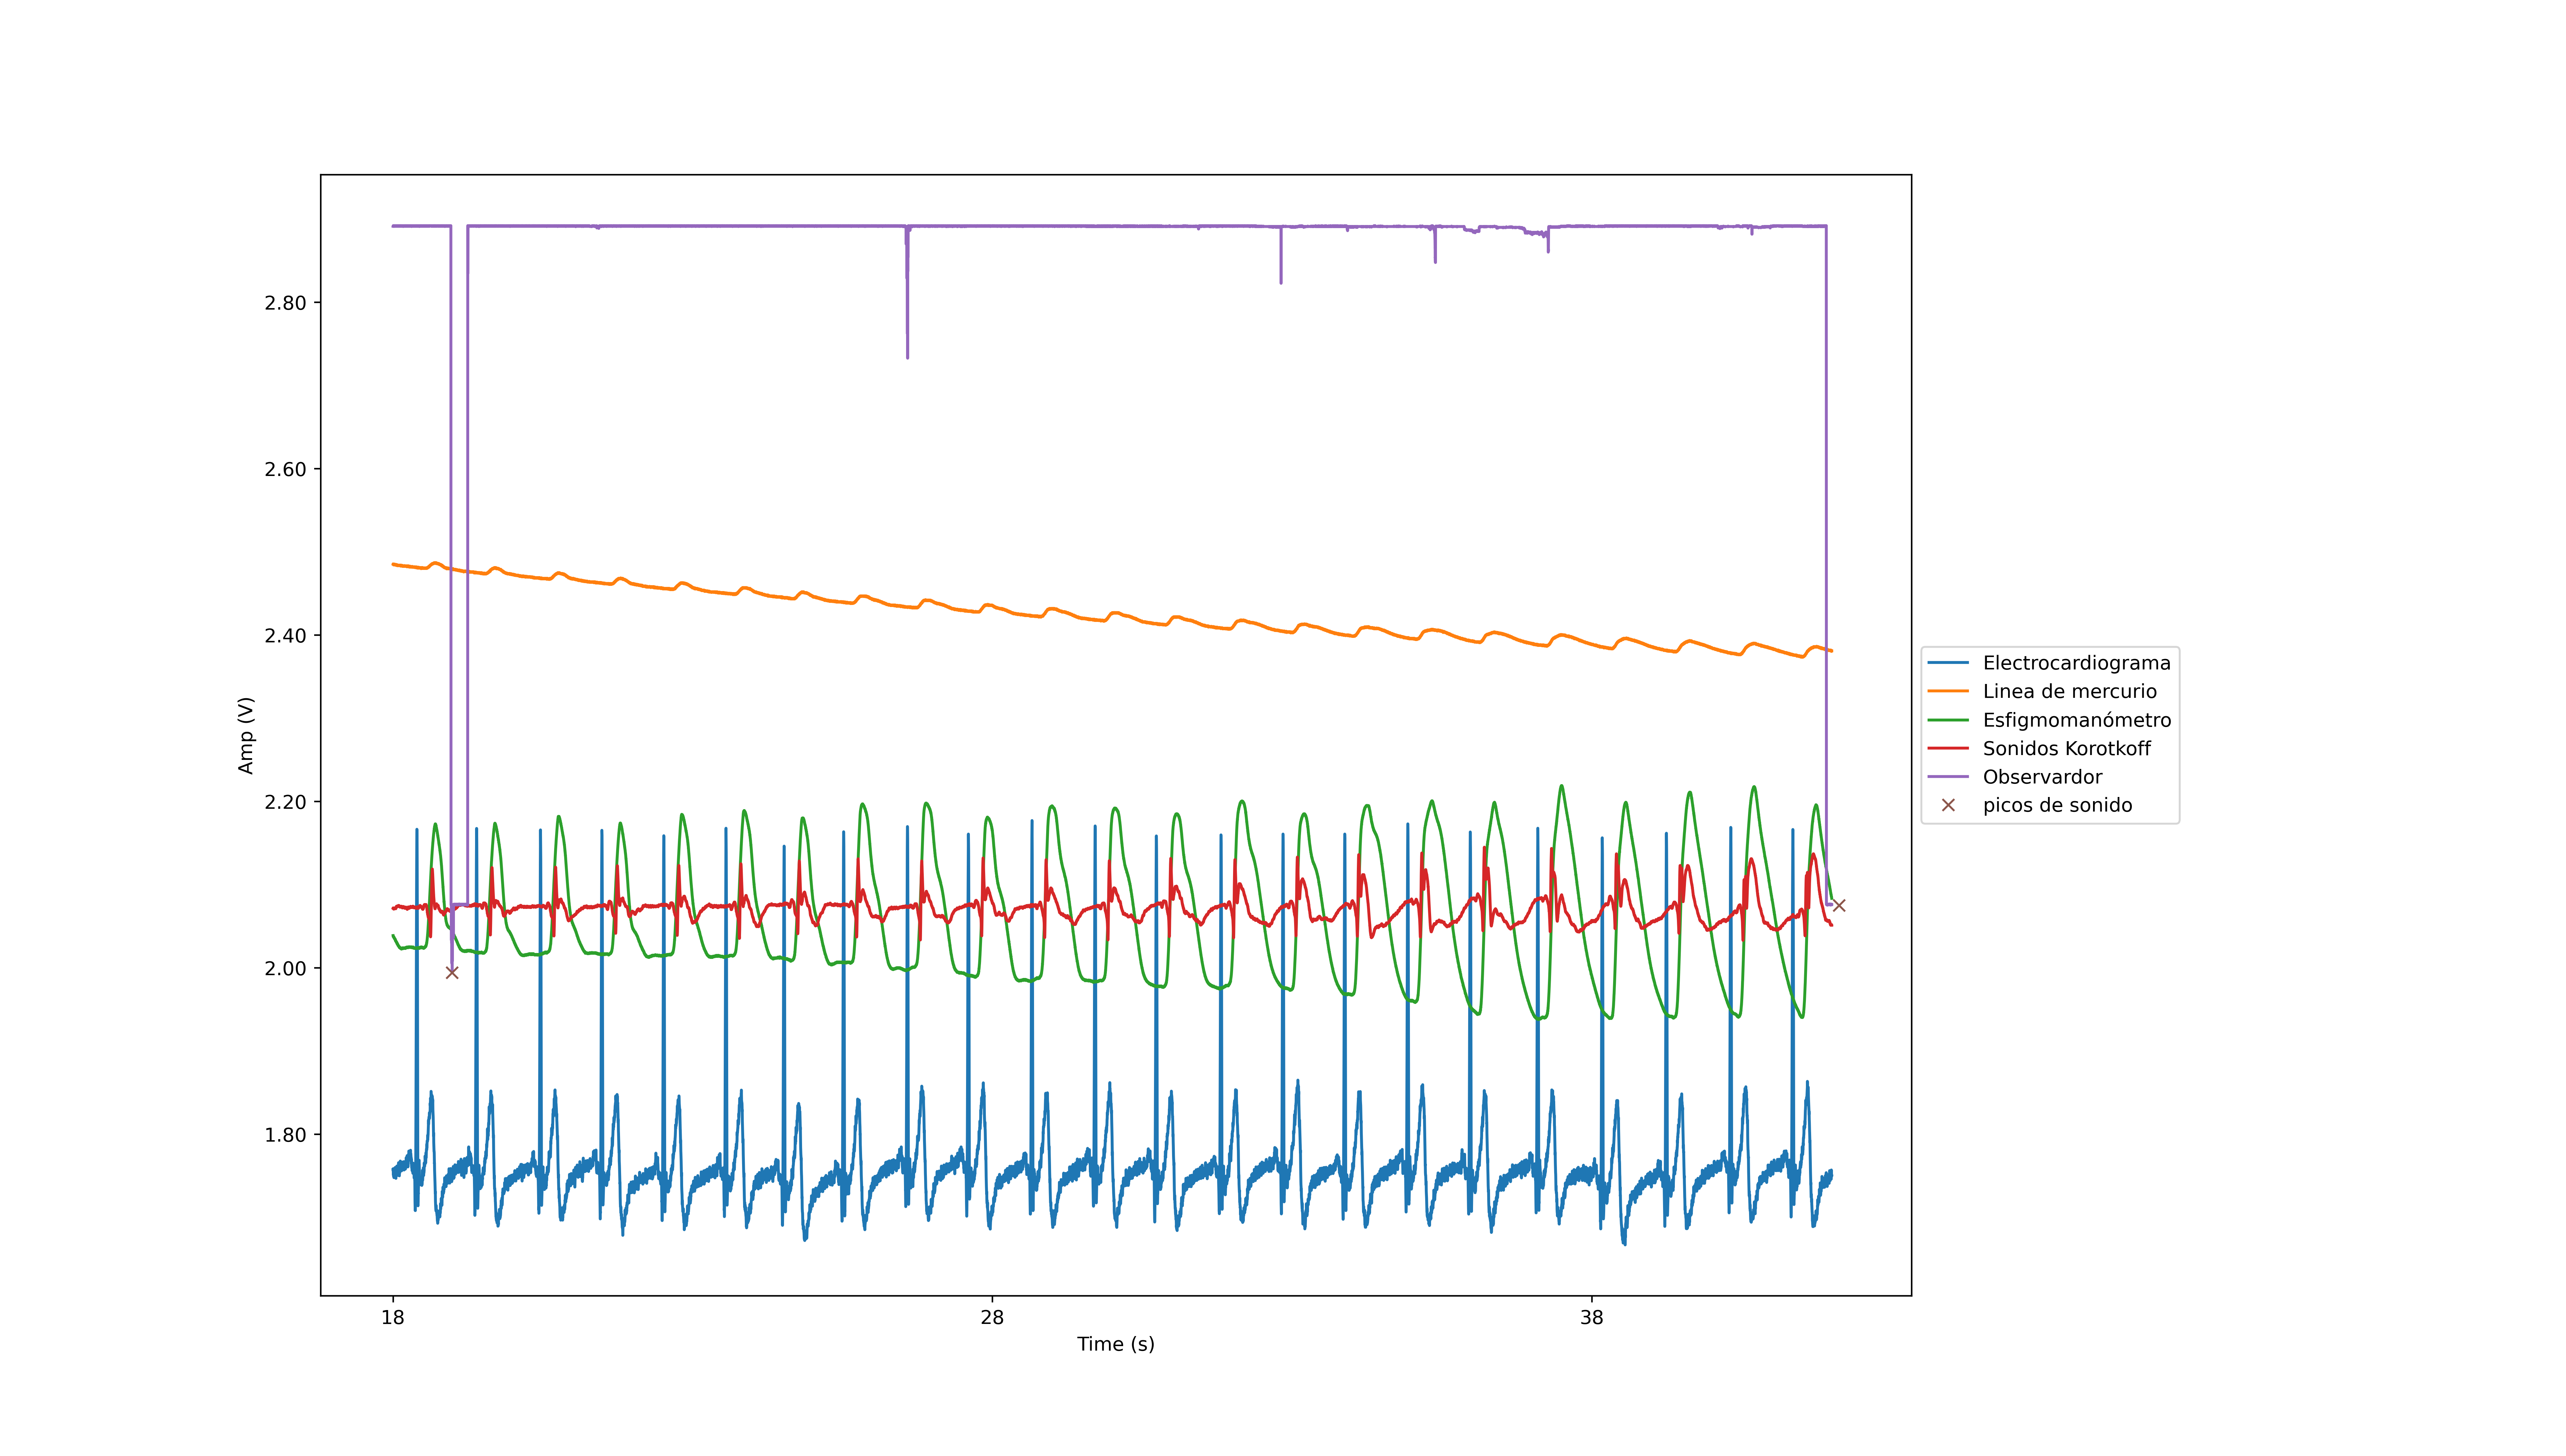 2.80
2.60
2.40
2.20
2.00
1.80
Amp (V)
18
28
38
Time (s)
Electrocardiograma
Linea de mercurio
Esfigmomanómetro
Sonidos Korotkoff
Observardor
picos de sonido